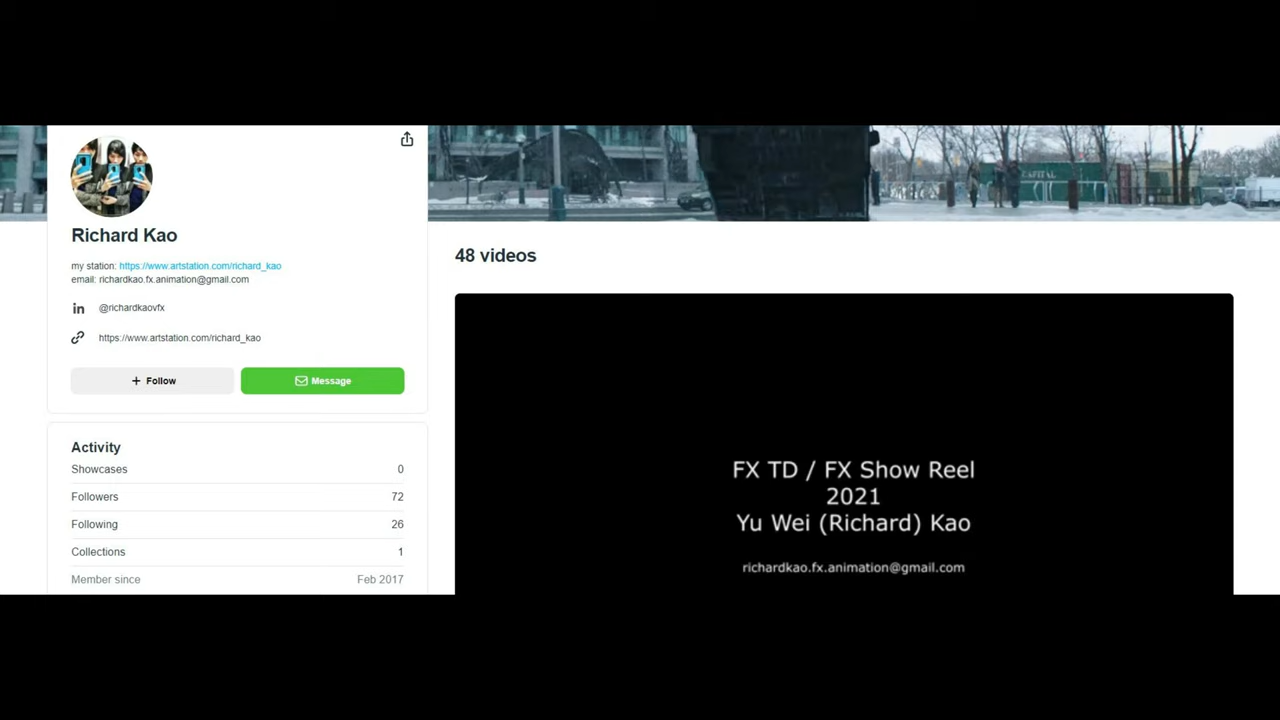 CAPITAL
Richard Kao
my station: https://www.artstation.com/richard_kao
email: richardkao.fx.animation@gmail.com
in @richardkaovfx
https://www.artstation.com/richard_kao
+ Follow
Message
Activity
Showcases 0
Followers 72
Following 26
Collections 1
Member since Feb 2017
48 videos
FX TD / FX Show Reel
2021
Yu Wei (Richard) Kao
richardkao.fx.animation@gmail.com